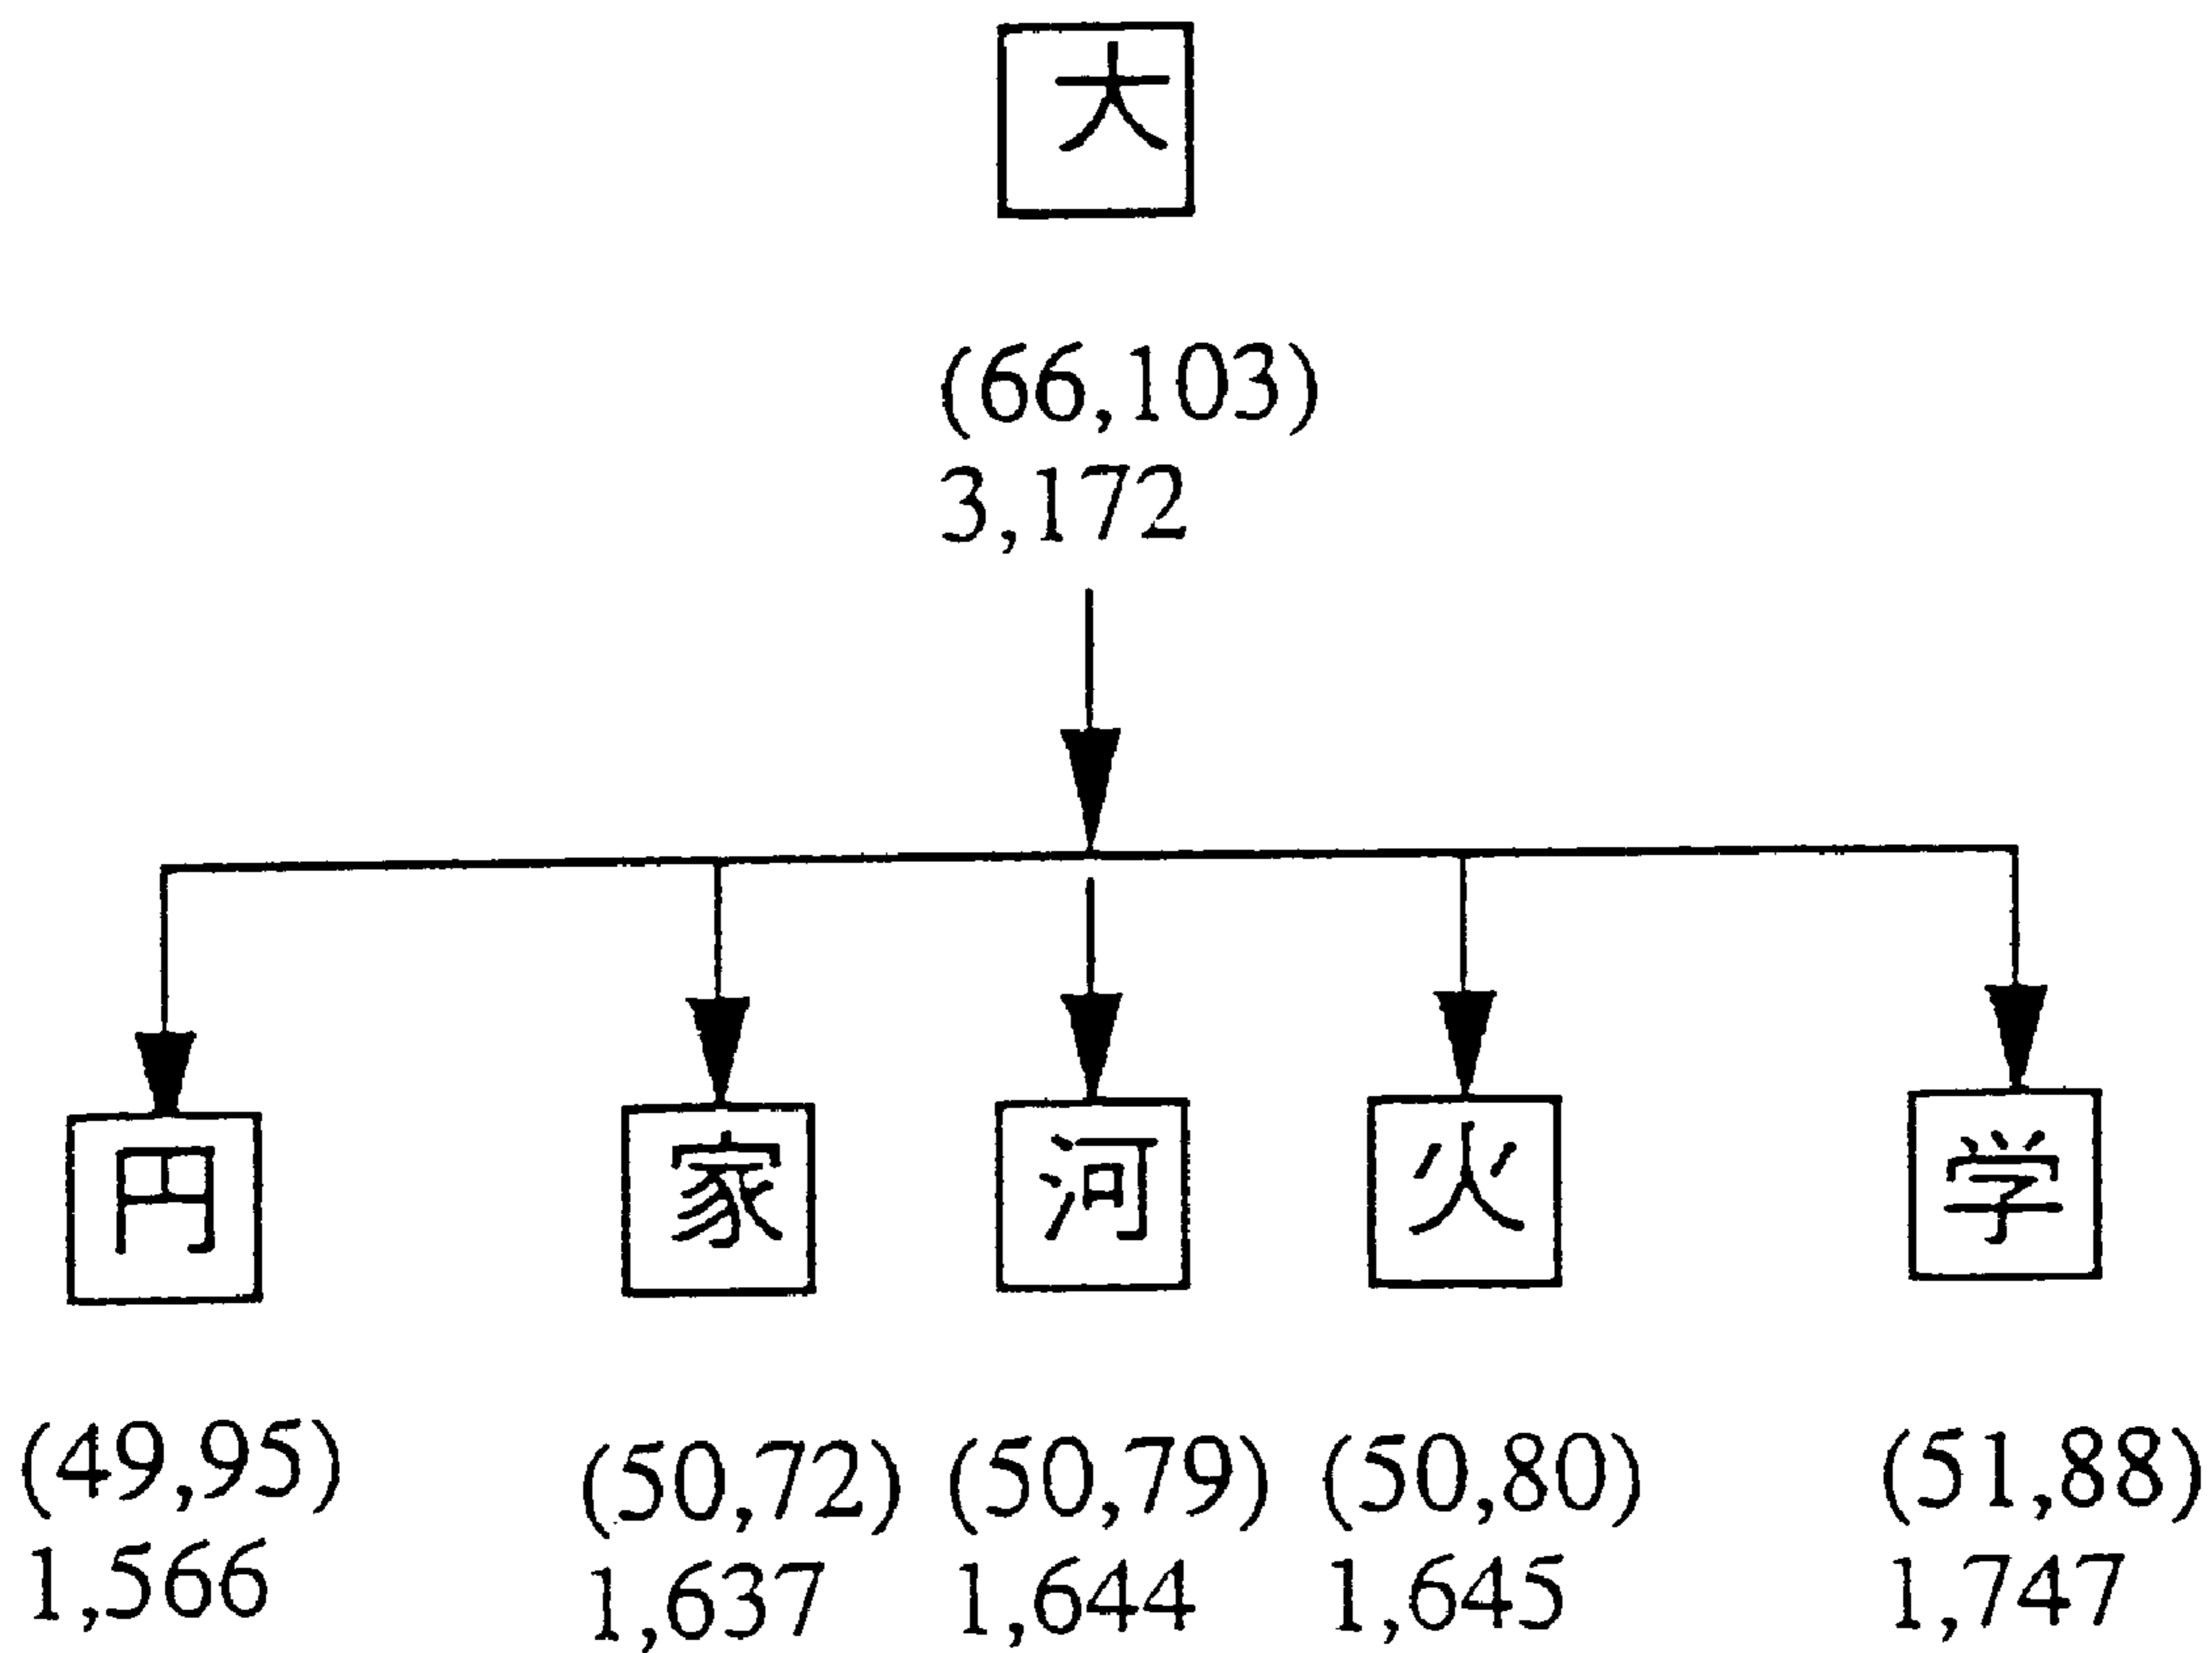 大
(66,103)
3,172
円 家 河 火 学
(49,95) (50,72) (50,79) (50,80) (51,88)
1,566 1,637 1,644 1,645 1,747